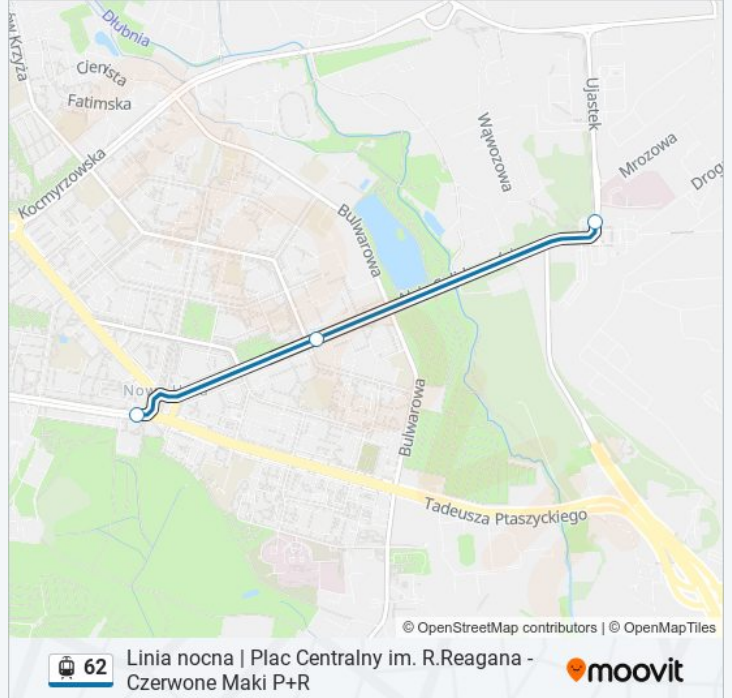 Dłubnia
Krzyża
Cienista
Fatimska
Ujastek
Wąwozowa
Mrozowa
Kocmyrzowska
Bulwarowa
Bulwarowa
Tadeusza Ptaszyckiego
© OpenStreetMap contributors | © OpenMapTiles
62
Linia nocna | Plac Centralny im. R.Reagana -
Czerwone Maki P+R
moovit